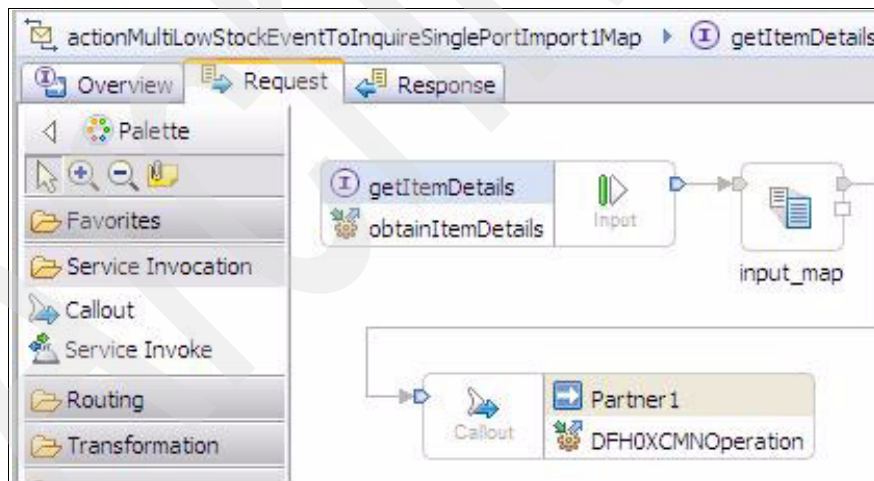 actionMultiLowStockEventToInquireSinglePortImport1Map I getItemDetails
I Overview Request Response
Palette
Favorites
Service Invocation
Callout
Service Invoke
Routing
Transformation
I getItemDetails
obtainItemDetails
Input
input_map
Callout
Partner1
DFH0XCMNOperation